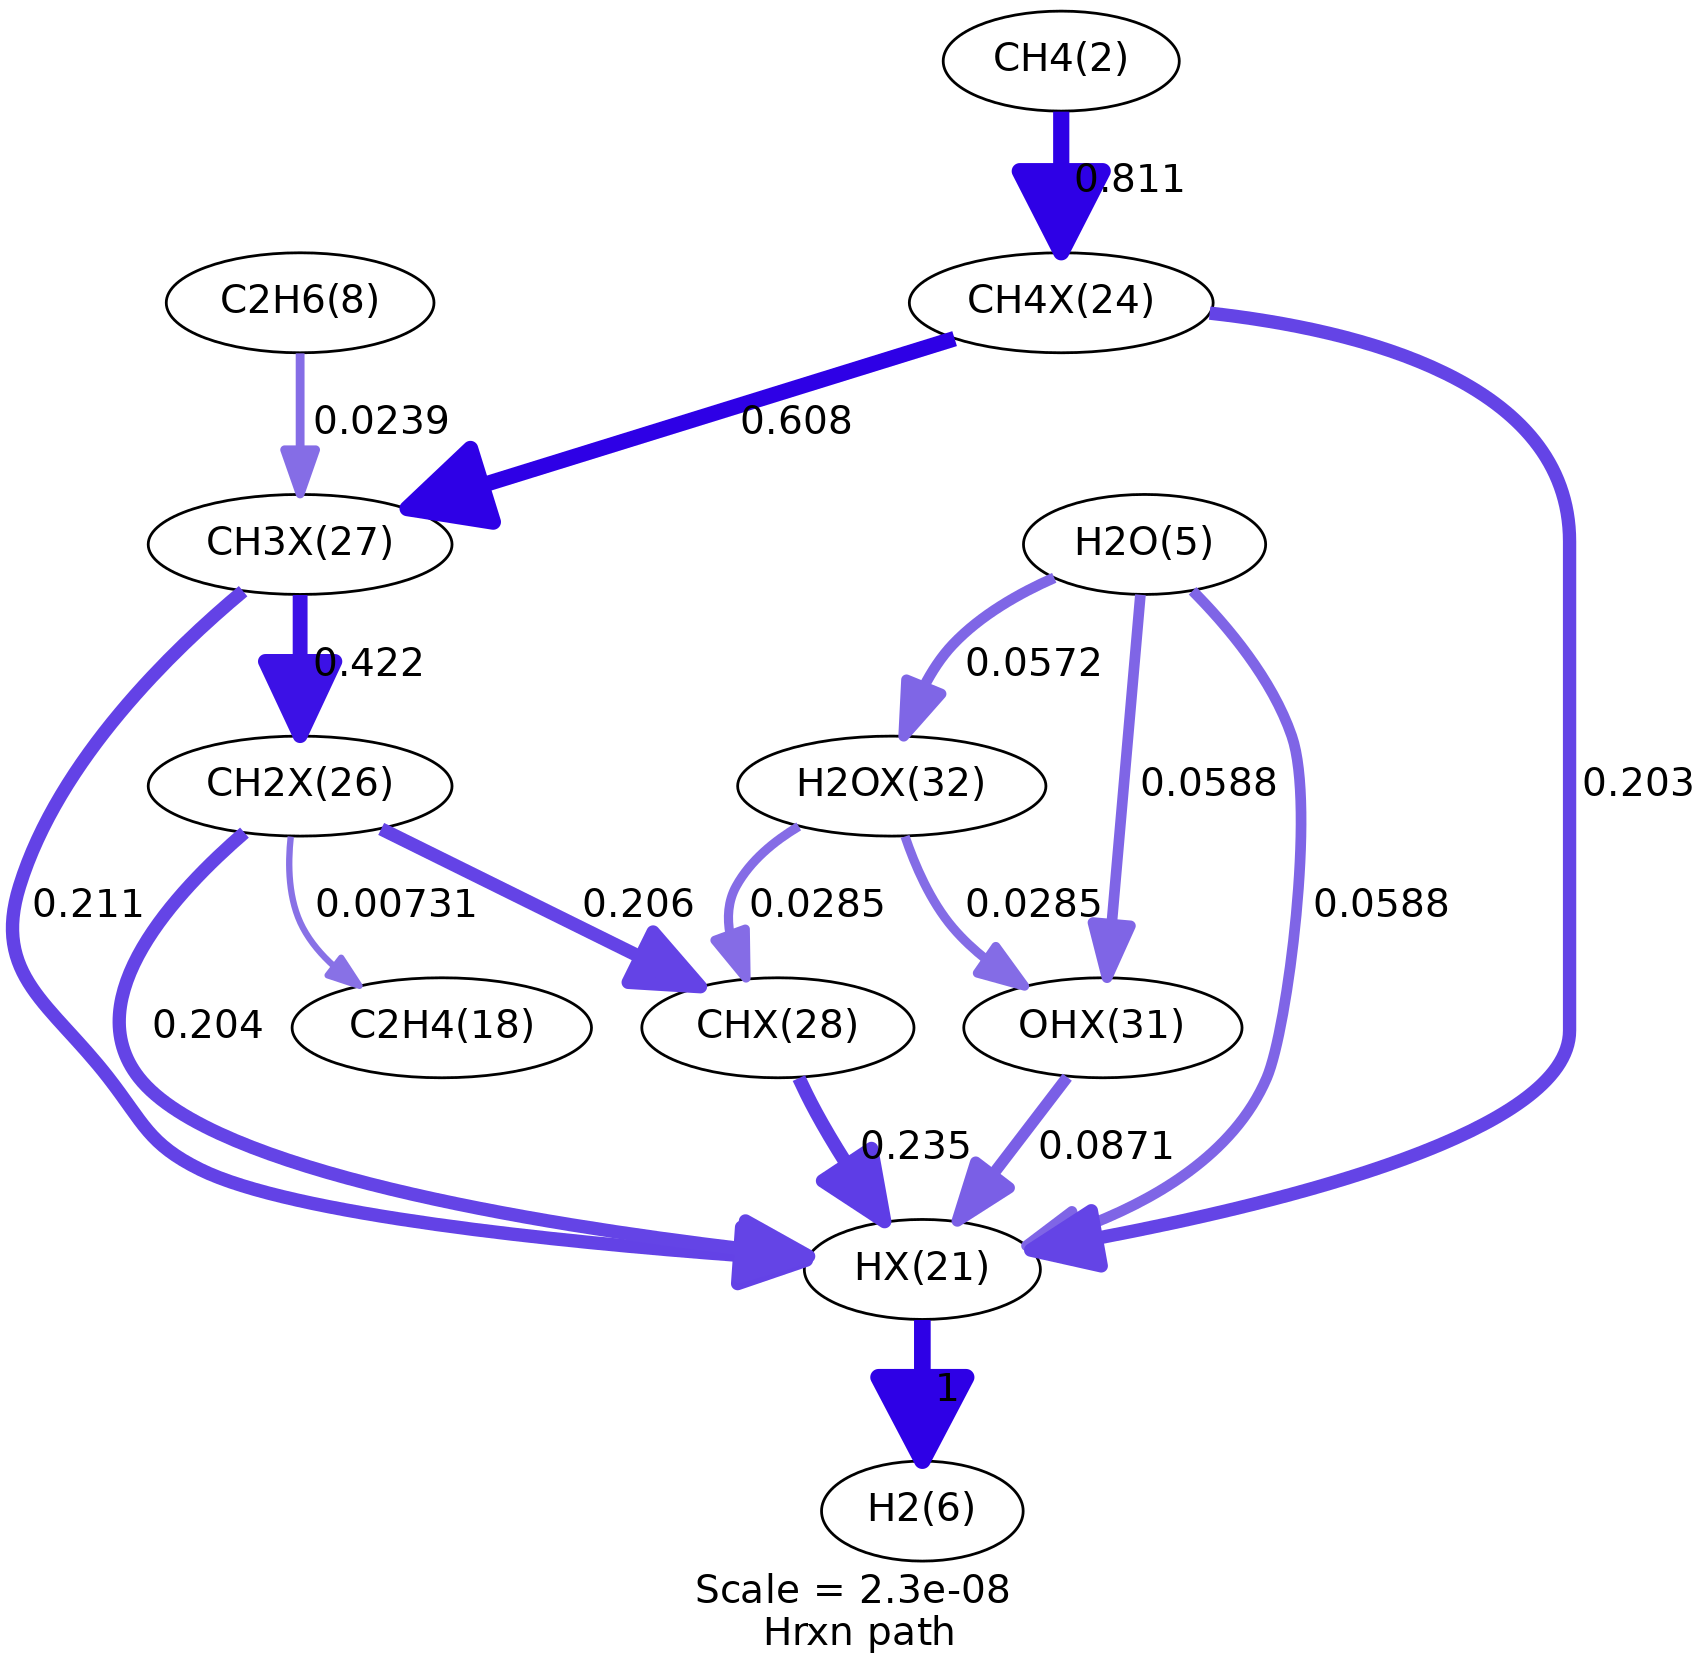 CH4(2)
0.811
C2H6(8)
CH4X(24)
0.0239
0.608
CH3X(27)
H2O(5)
0.422
0.0572
CH2X(26)
H2OX(32)
0.0588
0.203
0.211
0.00731
0.206
0.0285
0.0285
0.0588
0.204
C2H4(18)
CHX(28)
OHX(31)
0.235
0.0871
HX(21)
1
H2(6)
Scale = 2.3e-08
Hrxn path